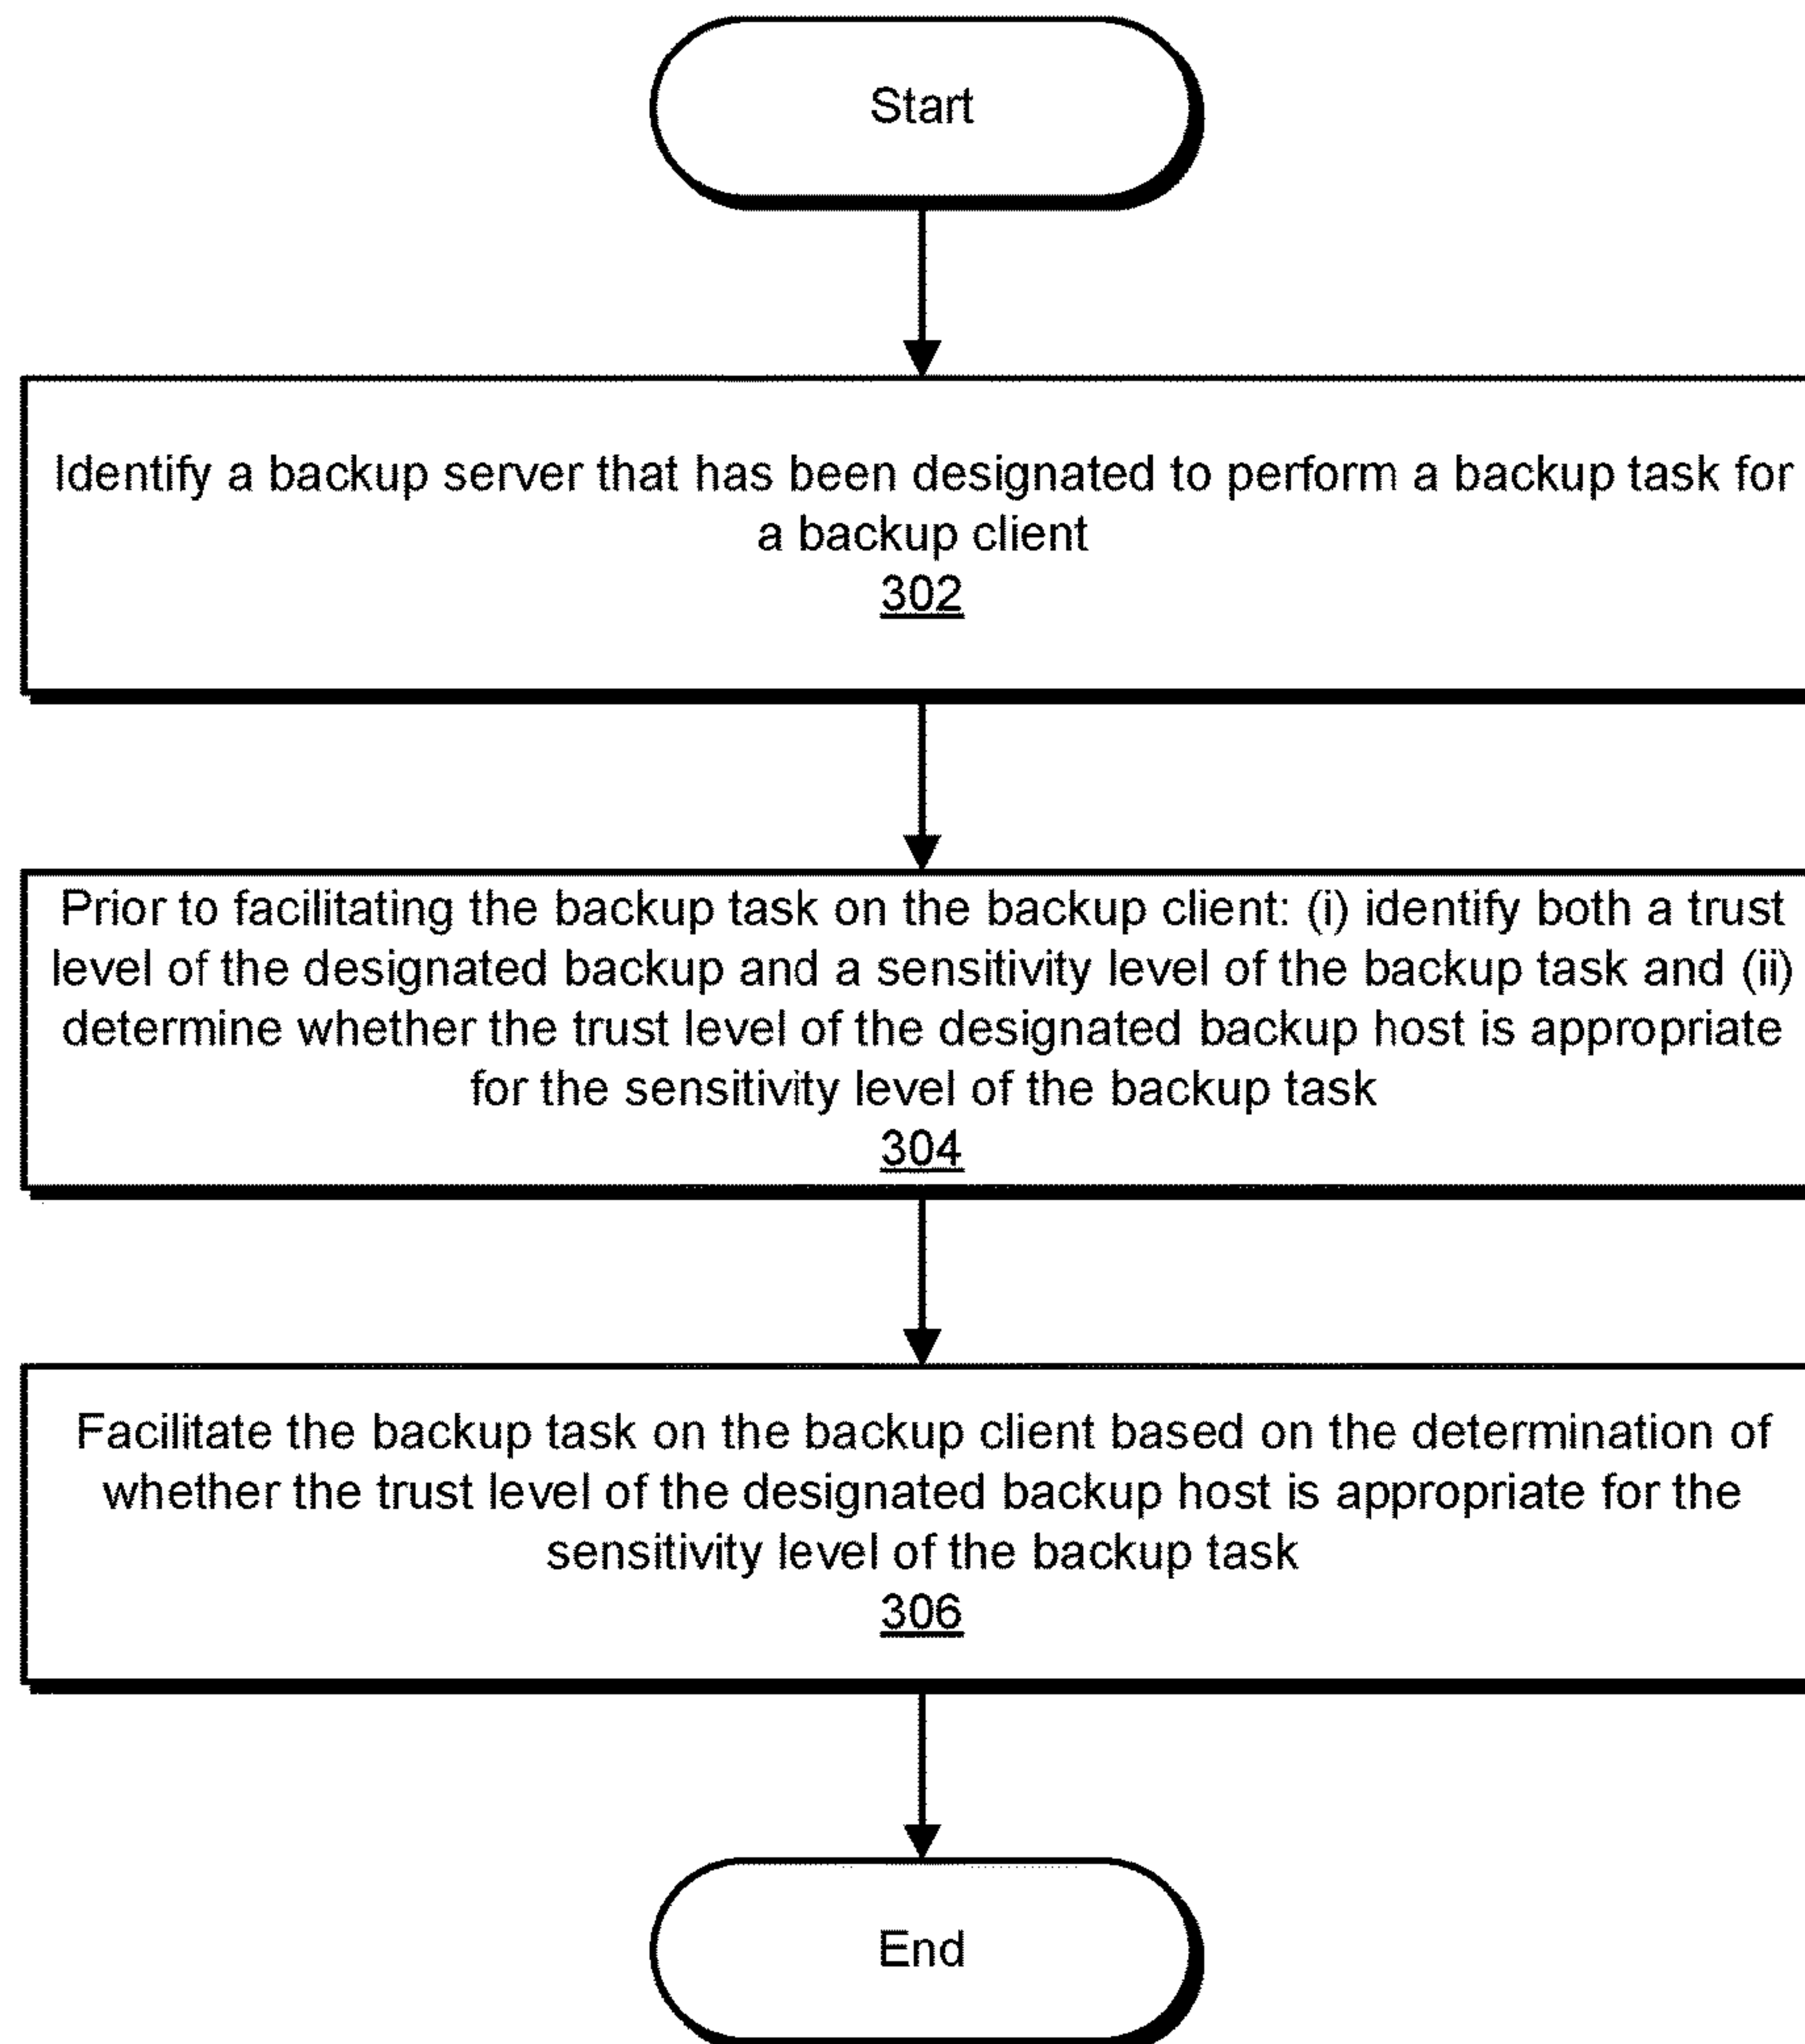 Start
Identify a backup server that has been designated to perform a backup task for
a backup client
302
Prior to facilitating the backup task on the backup client: (i) identify both a trust
level of the designated backup and a sensitivity level of the backup task and (ii)
determine whether the trust level of the designated backup host is appropriate
for the sensitivity level of the backup task
304
Facilitate the backup task on the backup client based on the determination of
whether the trust level of the designated backup host is appropriate for the
sensitivity level of the backup task
306
End